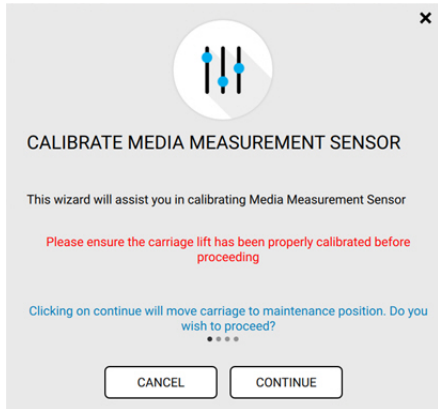 CALIBRATE MEDIA MEASUREMENT SENSOR
This wizard will assist you in calibrating Media Measurement Sensor
Please ensure the carriage lift has been properly calibrated before
proceeding
Clicking on continue will move carriage to maintenance position. Do you
wish to proceed?
CANCEL CONTINUE